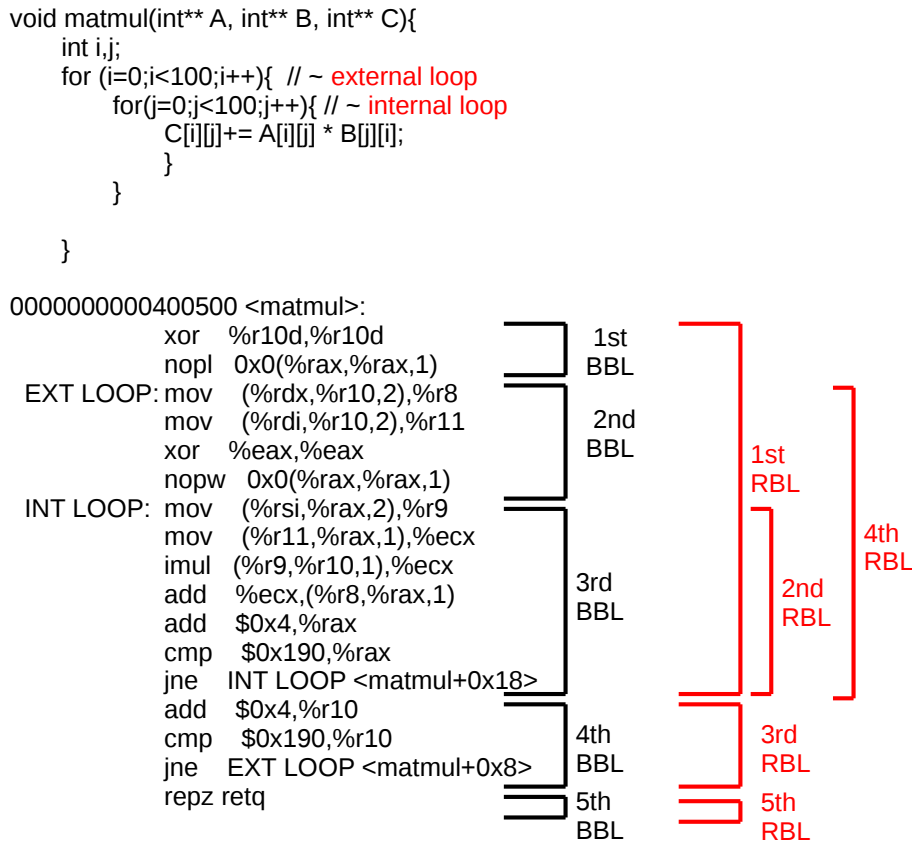 void matmul(int** A, int** B, int** C){
int i,j;
for (i=0;i<100;i++){ // ~ external loop
for(j=0;j<100;j++){ // ~ internal loop
C[i][j]+= A[i][j] * B[j][i];
}
}
}
0000000000400500 <matmul>:
xor %r10d,%r10d
nopl 0x0(%rax,%rax,1)
EXT LOOP: mov (%rdx,%r10,2),%r8
mov (%rdi,%r10,2),%r11
xor %eax,%eax
nopw 0x0(%rax,%rax,1)
INT LOOP: mov (%rsi,%rax,2),%r9
mov (%r11,%rax,1),%ecx
imul (%r9,%r10,1),%ecx
add %ecx,(%r8,%rax,1)
add $0x4,%rax
cmp $0x190,%rax
jne INT LOOP <matmul+0x18>
add $0x4,%r10
cmp $0x190,%r10
jne EXT LOOP <matmul+0x8>
repz retq
1st
BBL
2nd
BBL
3rd
BBL
4th
BBL
5th
BBL
1st
RBL
2nd
RBL
4th
RBL
3rd
RBL
5th
RBL